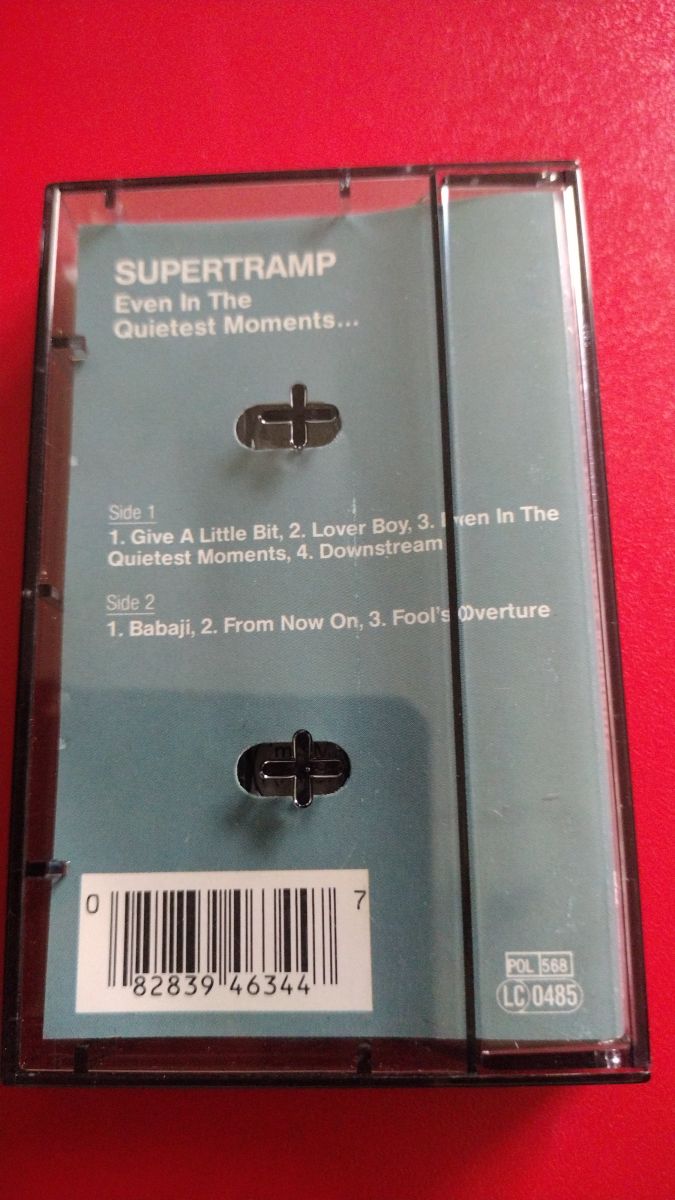 SUPERTRAMP
Even In The
Quietest Moments...
Side 1
1. Give A Little Bit, 2. Lover Boy, 3. Even In The
Quietest Moments, 4. Downstream
Side 2
1. Babaji, 2. From Now On, 3. Fool's Overture
0 82839 46344 7
POL 568
LC 0485